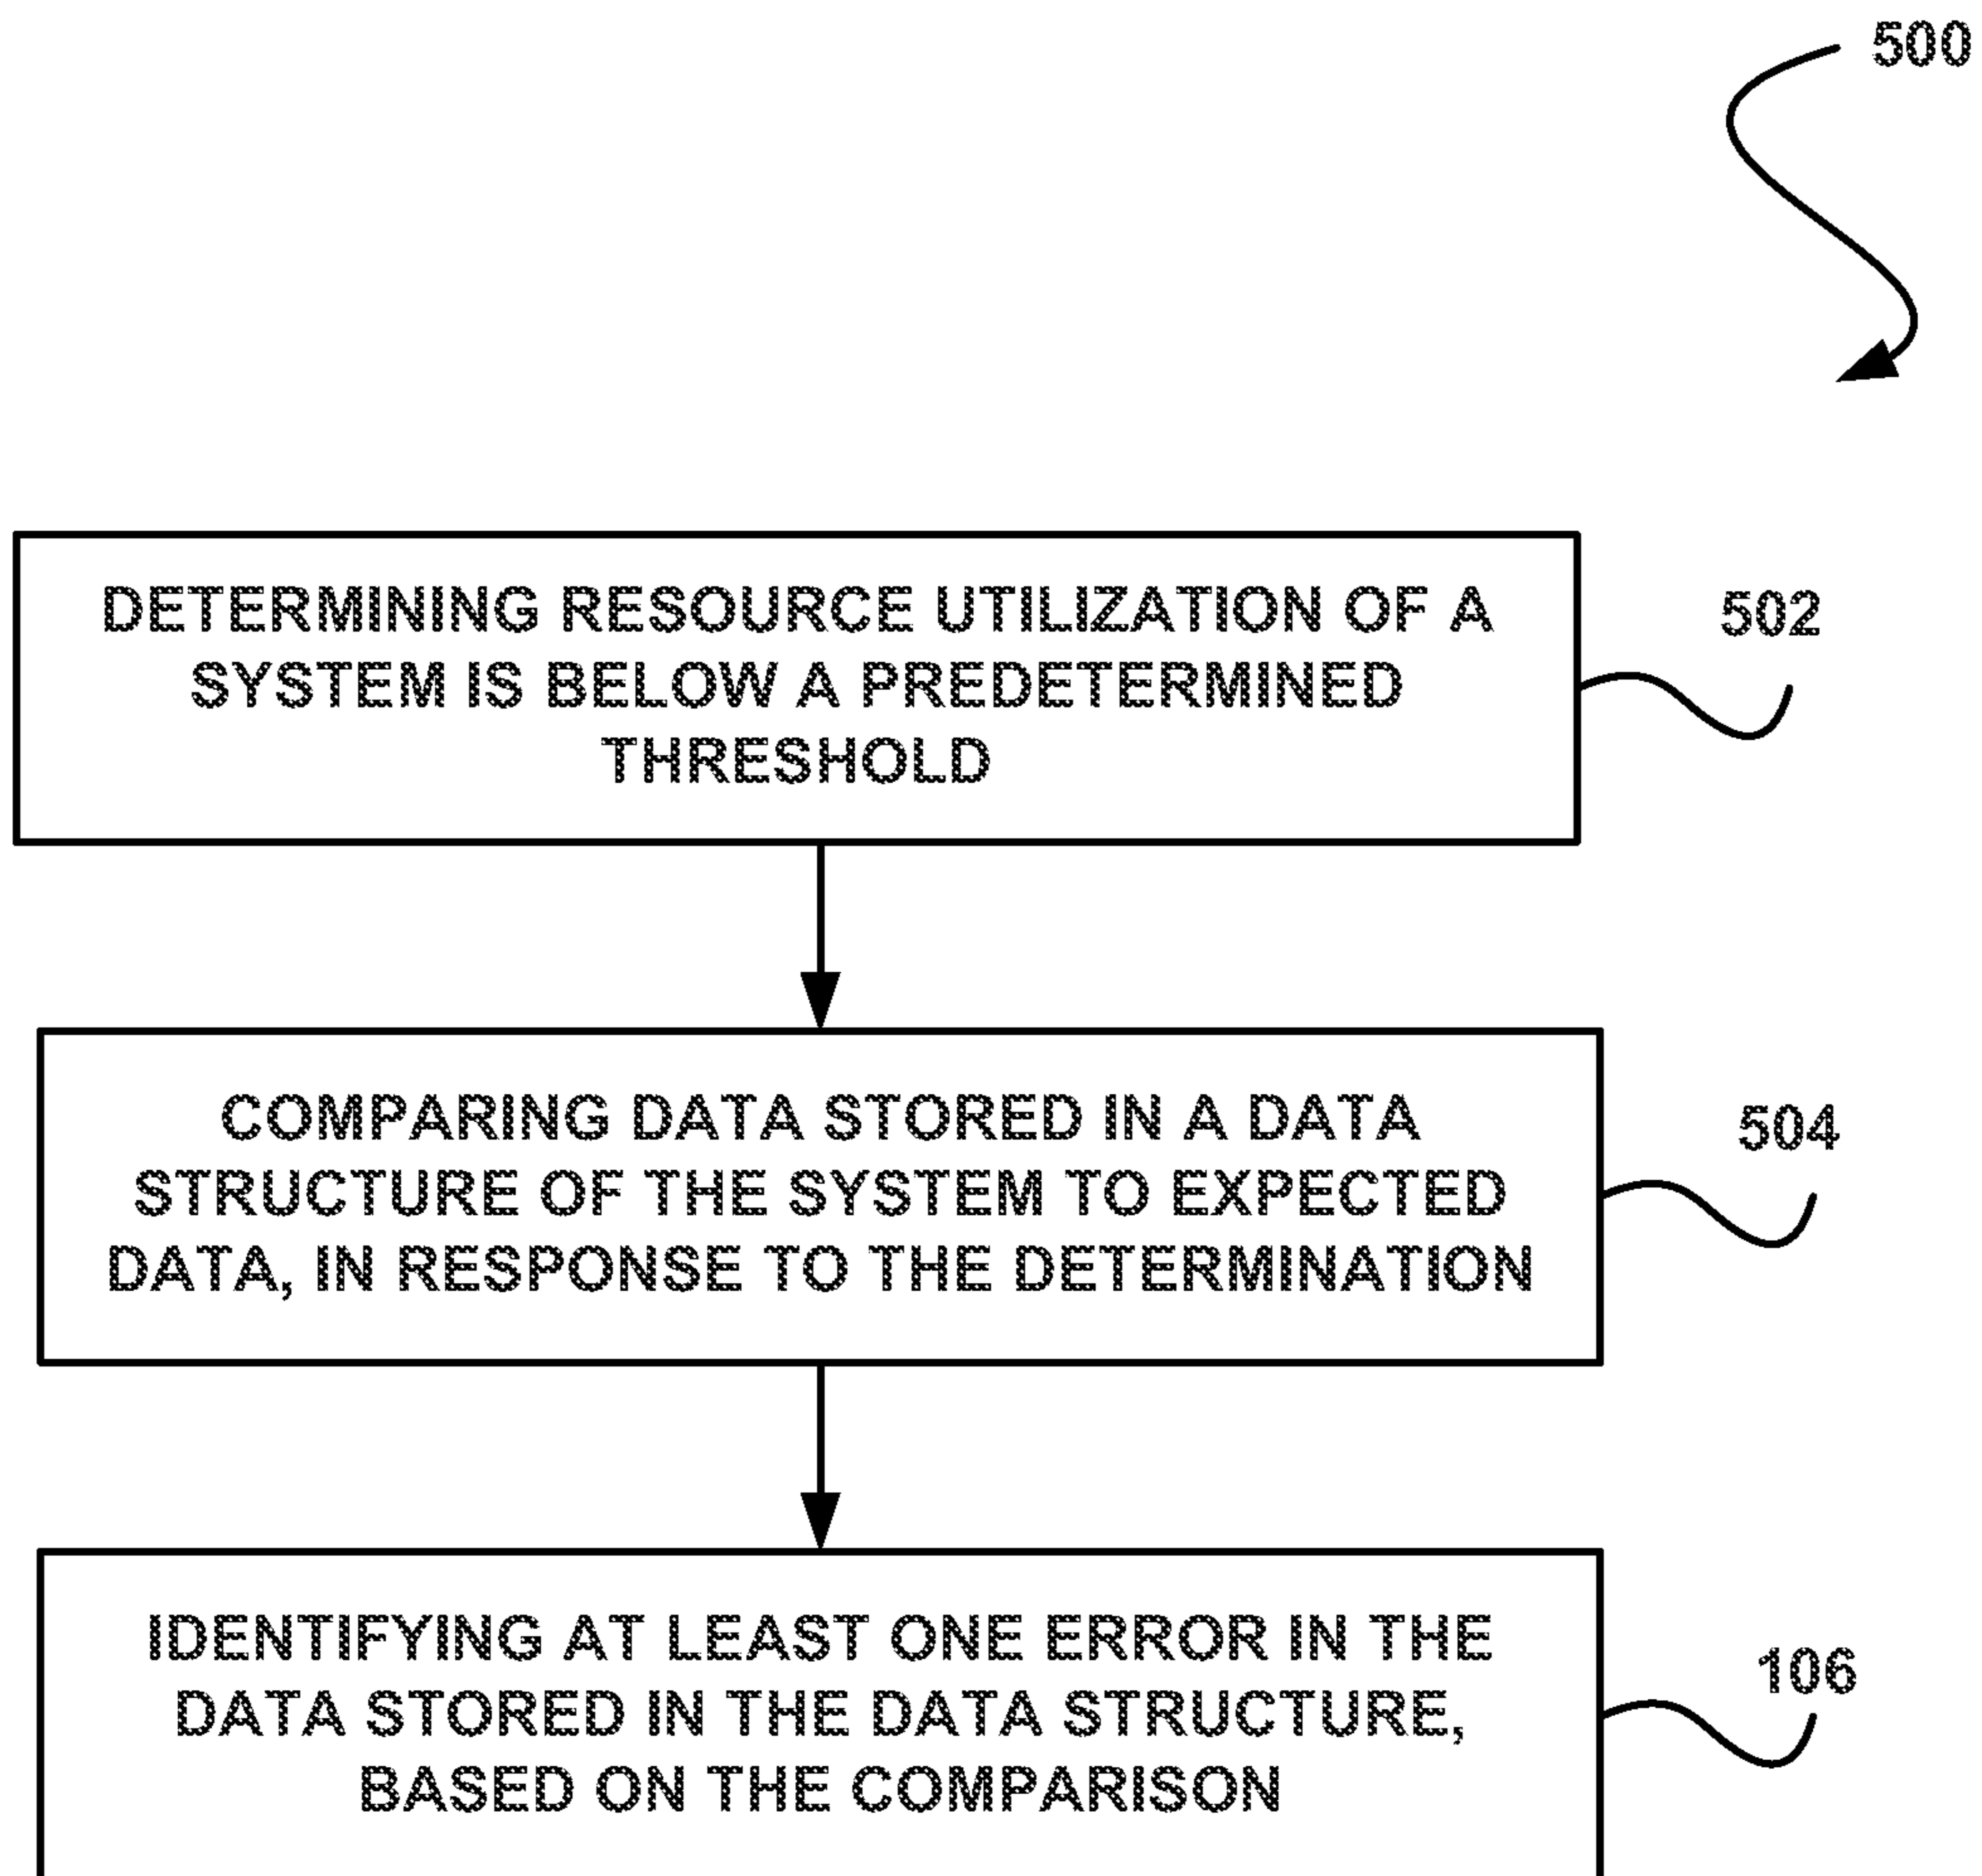 500
DETERMINING RESOURCE UTILIZATION OF A
SYSTEM IS BELOW A PREDETERMINED
THRESHOLD
502
COMPARING DATA STORED IN A DATA
STRUCTURE OF THE SYSTEM TO EXPECTED
DATA, IN RESPONSE TO THE DETERMINATION
504
IDENTIFYING AT LEAST ONE ERROR IN THE
DATA STORED IN THE DATA STRUCTURE,
BASED ON THE COMPARISON
106